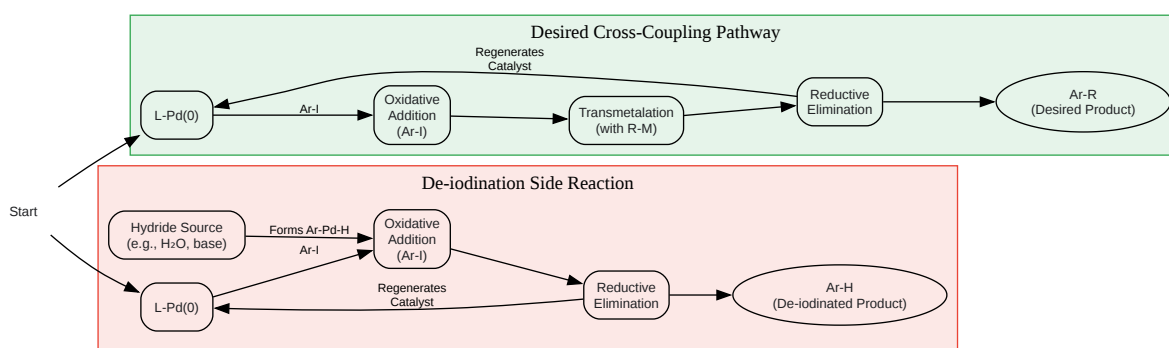 Desired Cross-Coupling Pathway
Regenerates
Catalyst
L-Pd(0)
Ar-I
Oxidative
Addition
(Ar-I)
Transmetalation
(with R-M)
Reductive
Elimination
Ar-R
(Desired Product)
Start
De-iodination Side Reaction
Hydride Source
(e.g., H₂O, base)
Forms Ar-Pd-H
Ar-I
Oxidative
Addition
(Ar-I)
L-Pd(0)
Regenerates
Catalyst
Reductive
Elimination
Ar-H
(De-iodinated Product)